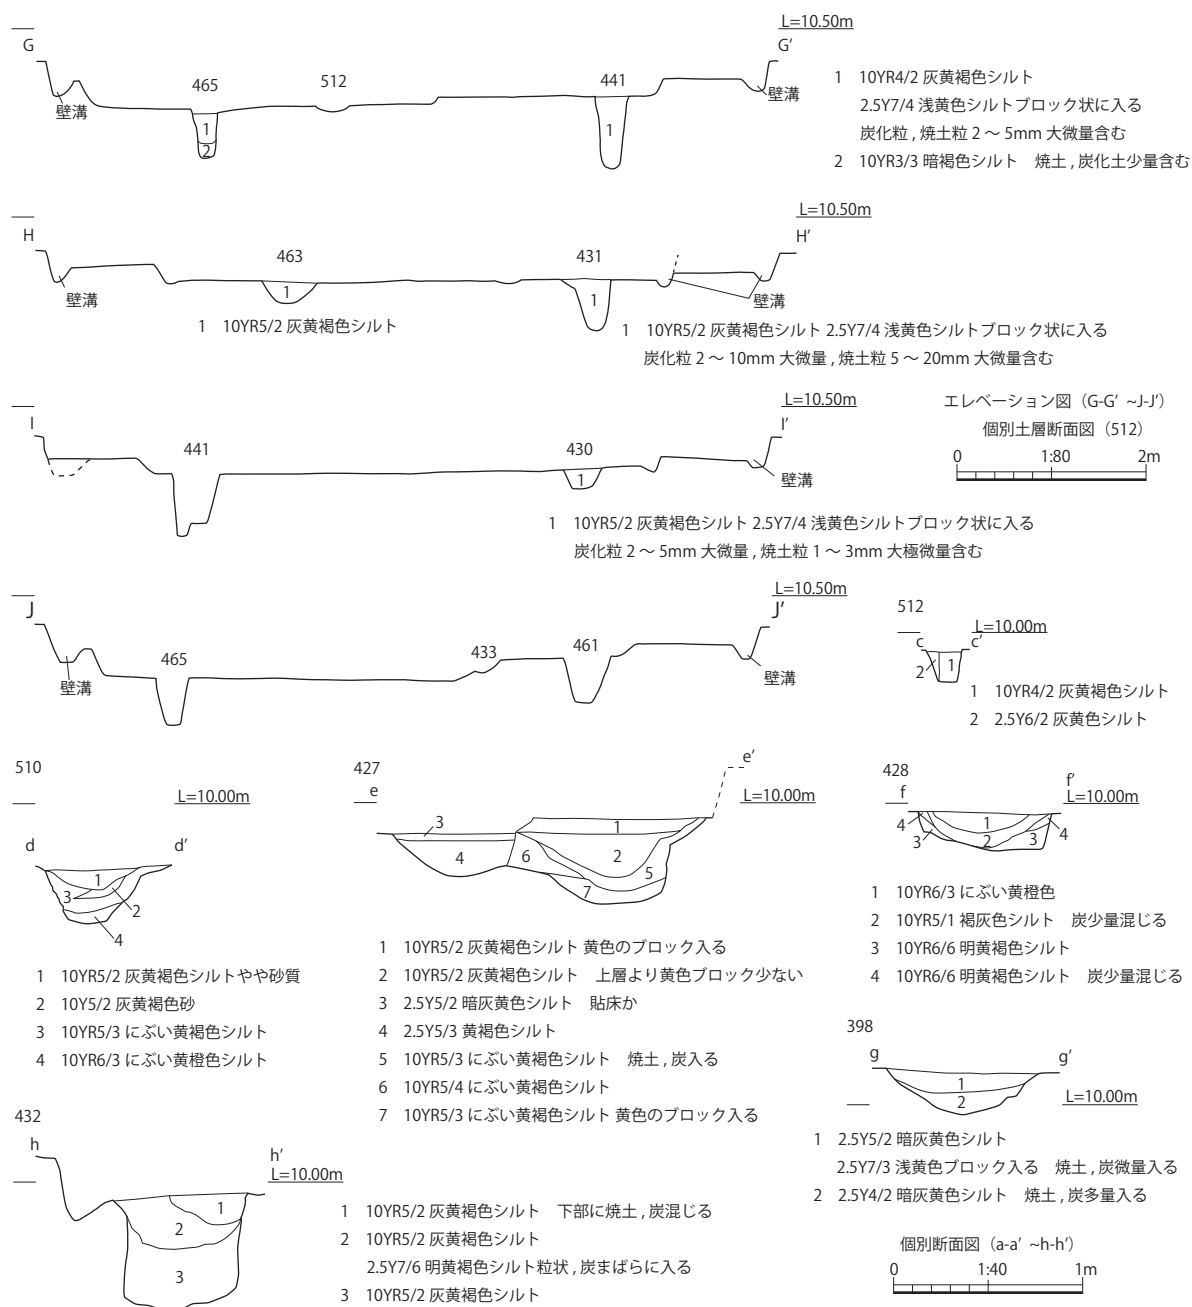 L=10.50m
G
G’
465
512
441
壁溝
壁溝
1
2
1
1 10YR4/2 灰黄褐色シルト
2.5Y7/4 浅黄色シルトブロック状に入る
炭化粒 , 焼土粒 2 ～ 5mm 大微量含む
2 10YR3/3 暗褐色シルト 焼土 , 炭化土少量含む
L=10.50m
H
H’
463
431
1
1
壁溝
壁溝
1 10YR5/2 灰黄褐色シルト
1 10YR5/2 灰黄褐色シルト 2.5Y7/4 浅黄色シルトブロック状に入る
炭化粒 2 ～ 10mm 大微量 , 焼土粒 5 ～ 20mm 大微量含む
L=10.50m
I
I’
441
430
1
壁溝
1 10YR5/2 灰黄褐色シルト 2.5Y7/4 浅黄色シルトブロック状に入る
炭化粒 2 ～ 5mm 大微量 , 焼土粒 1 ～ 3mm 大極微量含む
エレベーション図（G-G’ ~J-J’）
個別土層断面図（512）
0 1:80 2m
L=10.50m
J
J’
465
433
461
壁溝
壁溝
512
L=10.00m
c
c’
2
1
1 10YR4/2 灰黄褐色シルト
2 2.5Y6/2 灰黄色シルト
510
L=10.00m
d
d’
1
3
2
4
1 10YR5/2 灰黄褐色シルトやや砂質
2 10Y5/2 灰黄褐色砂
3 10YR5/3 にぶい黄褐色シルト
4 10YR6/3 にぶい黄橙色シルト
427
e
e’
L=10.00m
3
1
4
6
2
5
7
1 10YR5/2 灰黄褐色シルト 黄色のブロック入る
2 10YR5/2 灰黄褐色シルト 上層より黄色ブロック少ない
3 2.5Y5/2 暗灰黄色シルト 貼床か
4 2.5Y5/3 黄褐色シルト
5 10YR5/3 にぶい黄褐色シルト 焼土 , 炭入る
6 10YR5/4 にぶい黄褐色シルト
7 10YR5/3 にぶい黄褐色シルト 黄色のブロック入る
428
f
f’
L=10.00m
4
1
4
3
2
3
1 10YR6/3 にぶい黄橙色
2 10YR5/1 褐灰色シルト 炭少量混じる
3 10YR6/6 明黄褐色シルト
4 10YR6/6 明黄褐色シルト 炭少量混じる
398
g
g’
1
2
L=10.00m
1 2.5Y5/2 暗灰黄色シルト
2.5Y7/3 浅黄色ブロック入る 焼土 , 炭微量入る
2 2.5Y4/2 暗灰黄色シルト 焼土 , 炭多量入る
432
h
h’
L=10.00m
1
2
3
1 10YR5/2 灰黄褐色シルト 下部に焼土 , 炭混じる
2 10YR5/2 灰黄褐色シルト
2.5Y7/6 明黄褐色シルト粒状 , 炭まばらに入る
3 10YR5/2 灰黄褐色シルト
個別断面図（a-a’ ~h-h’）
0 1:40 1m